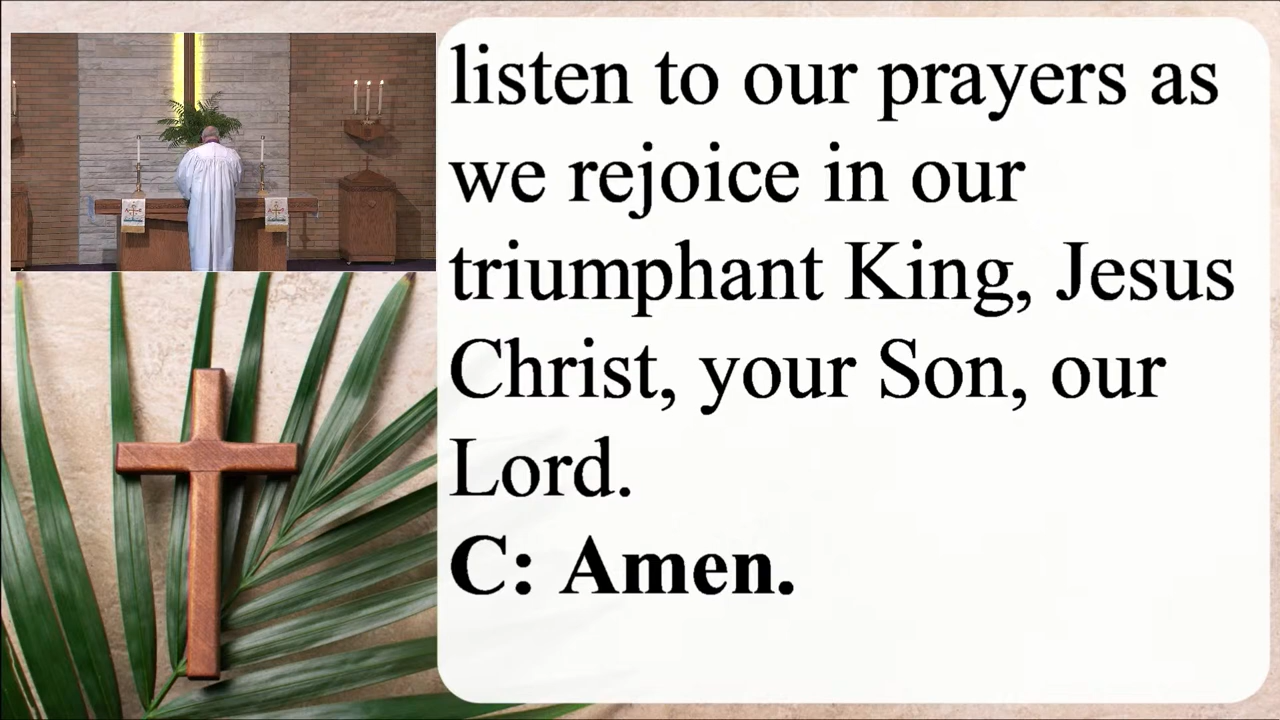 listen to our prayers as
we rejoice in our
triumphant King, Jesus
Christ, your Son, our
Lord.
C: Amen.